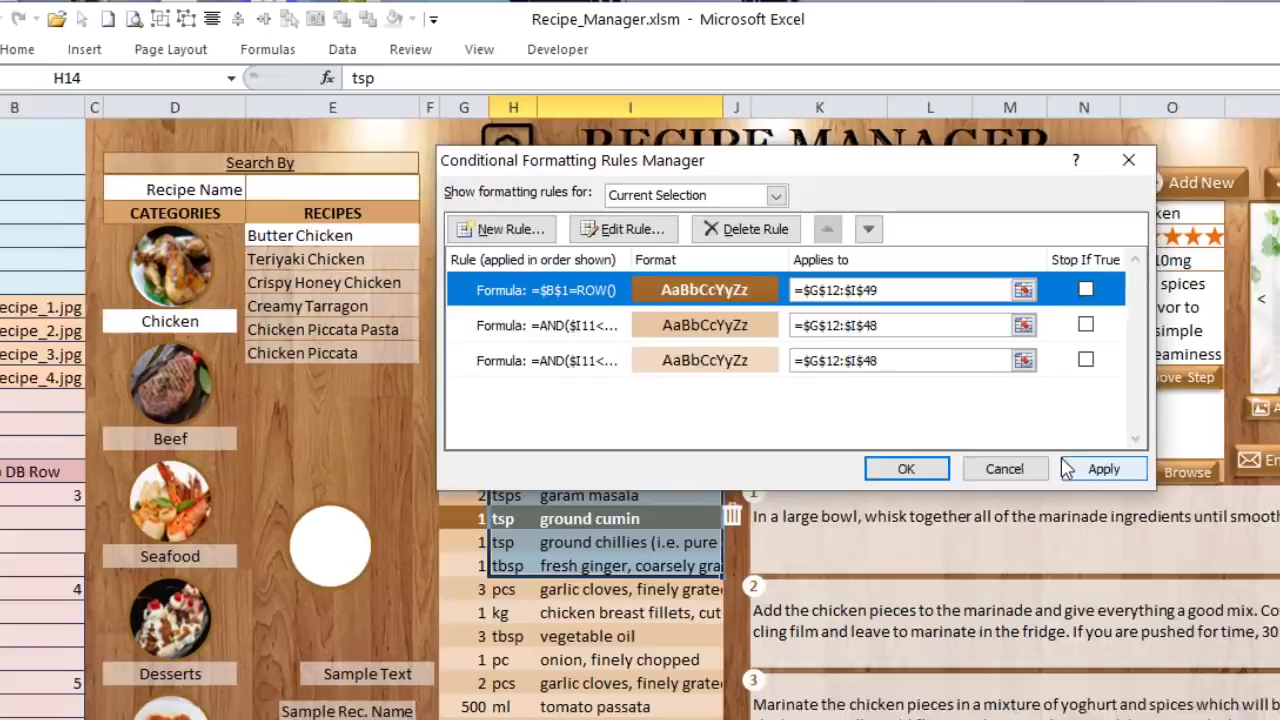 Recipe_Manager.xlsm - Microsoft Excel
Home Insert Page Layout Formulas Data Review View Developer
H14 fx tsp
B C D E F G H I J K L M N O
RECIPE MANAGER
Search By
Recipe Name
CATEGORIES RECIPES
Butter Chicken
Teriyaki Chicken
Crispy Honey Chicken
Creamy Tarragon
Chicken Piccata Pasta
Chicken Piccata
Chicken
Beef
Seafood
Desserts
ecipe_1.jpg
ecipe_2.jpg
ecipe_3.jpg
ecipe_4.jpg
DB Row
3
4
5
Sample Text
Sample Rec. Name
Conditional Formatting Rules Manager
? ×
Show formatting rules for: Current Selection
New Rule... Edit Rule... Delete Rule
Rule (applied in order shown) Format Applies to Stop If True
Formula: =$B$1=ROW() AaBbCcYyZz =$G$12:$I$49
Formula: =AND($I11<... AaBbCcYyZz =$G$12:$I$48
Formula: =AND($I11<... AaBbCcYyZz =$G$12:$I$48
OK Cancel Apply
2 tsps garam masala
1 tsp ground cumin
1 tsp ground chillies (i.e. pure
1 tbsp fresh ginger, coarsely gra
3 pcs garlic cloves, finely grate
1 kg chicken breast fillets, cut
3 tbsp vegetable oil
1 pc onion, finely chopped
2 pcs garlic cloves, finely grate
500 ml tomato passata
Add New
ken
10mg
spices
vor to
simple
eaminess
ove Step
<
A
Browse
En
1
In a large bowl, whisk together all of the marinade ingredients until smooth
2
Add the chicken pieces to the marinade and give everything a good mix. Co
cling film and leave to marinate in the fridge. If you are pushed for time, 30
3
Marinate the chicken pieces in a mixture of yoghurt and spices which will b